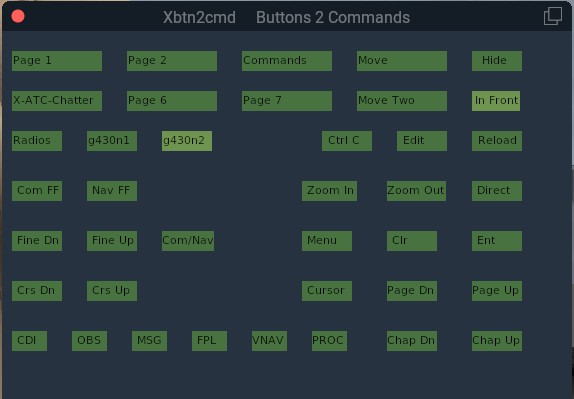 Xbtn2cmd Buttons 2 Commands
Page 1 Page 2 Commands Move Hide
X-ATC-Chatter Page 6 Page 7 Move Two In Front
Radios g430n1 g430n2 Ctrl C Edit Reload
Com FF Nav FF Zoom In Zoom Out Direct
Fine Dn Fine Up Com/Nav Menu Clr Ent
Crs Dn Crs Up Cursor Page Dn Page Up
CDI OBS MSG FPL VNAV PROC Chap Dn Chap Up